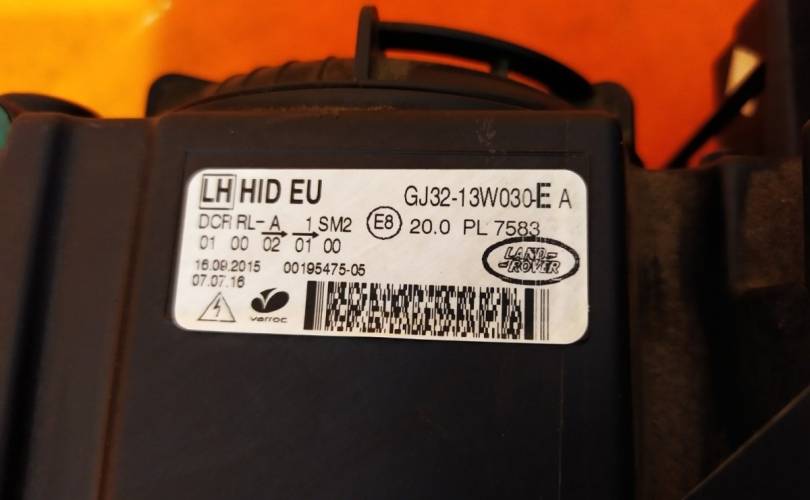 LH HID EU GJ32-13W030-E A
DCR RL- A 1 SM2 E8 20.0 PL 7583
01 00 02 01 00
LAND-
-ROVER
16.09.2015 00195475-05
07.07.16
varroc